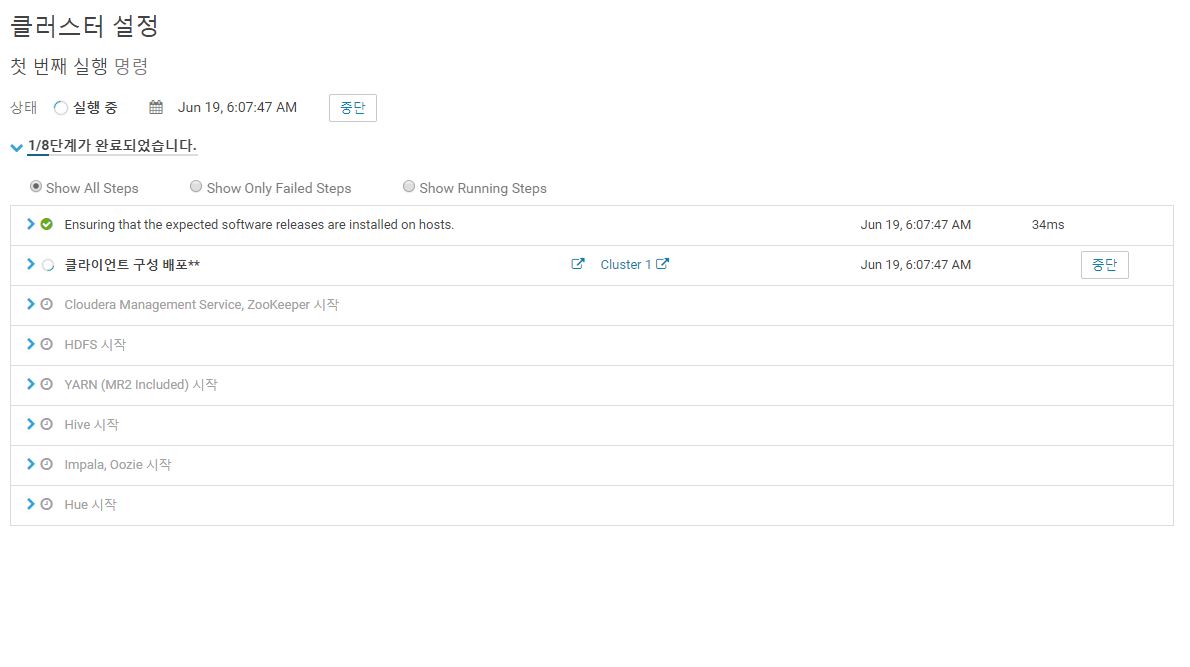 클러스터 설정
첫 번째 실행 명령
상태 실행 중 Jun 19, 6:07:47 AM 중단
1/8단계가 완료되었습니다.
Show All Steps Show Only Failed Steps Show Running Steps
Ensuring that the expected software releases are installed on hosts. Jun 19, 6:07:47 AM 34ms
클라이언트 구성 배포** Cluster 1 Jun 19, 6:07:47 AM 중단
Cloudera Management Service, ZooKeeper 시작
HDFS 시작
YARN (MR2 Included) 시작
Hive 시작
Impala, Oozie 시작
Hue 시작